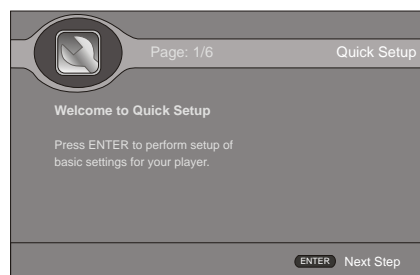 Page: 1/6
Quick Setup
Welcome to Quick Setup
Press ENTER to perform setup of
basic settings for your player.
ENTER Next Step